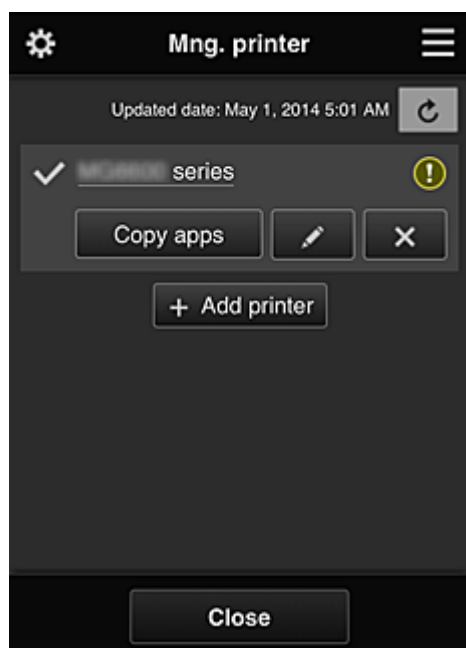 Mng. printer
Updated date: May 1, 2014 5:01 AM
series
Copy apps
+ Add printer
Close